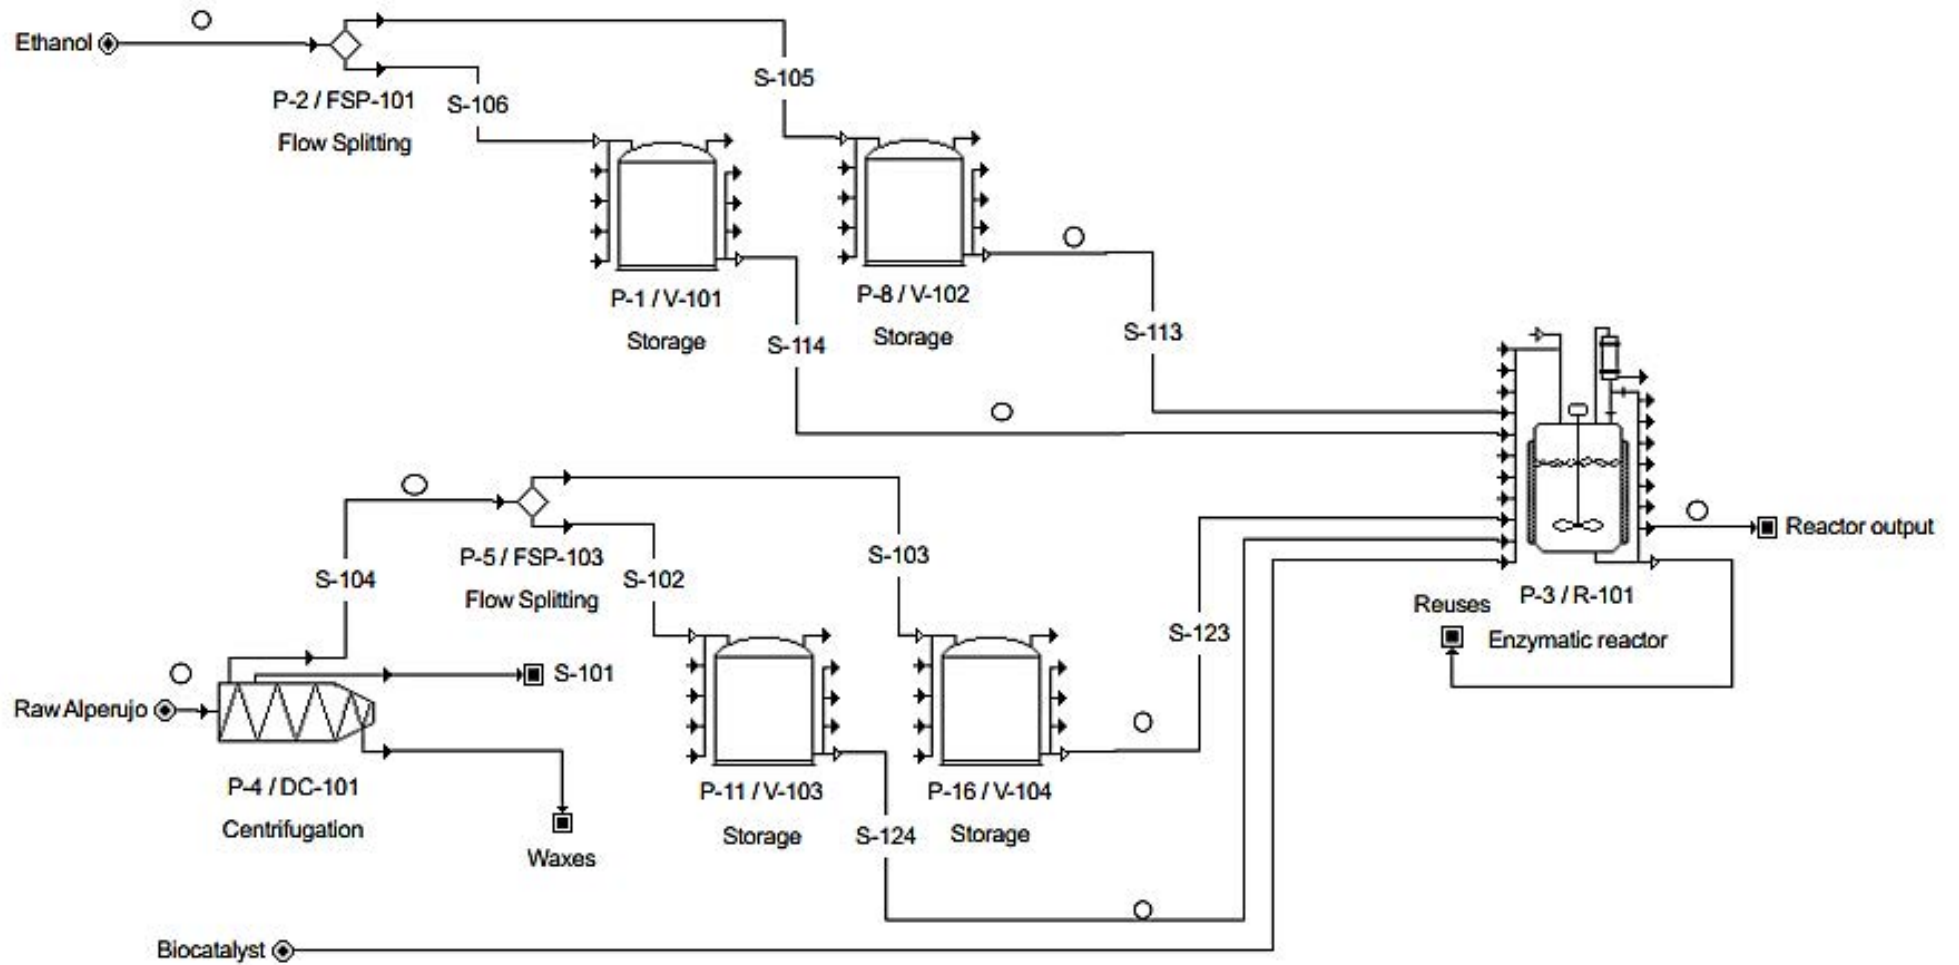 Ethanol
P-2 / FSP-101
Flow Splitting
S-106
S-105
P-1 / V-101
Storage
P-8 / V-102
Storage
S-114
S-113
P-5 / FSP-103
Flow Splitting
S-104
S-102
S-103
S-123
Reuses
P-3 / R-101
Enzymatic reactor
Reactor output
Raw Alperujo
S-101
P-4 / DC-101
Centrifugation
Waxes
P-11 / V-103
Storage
P-16 / V-104
Storage
S-124
Biocatalyst